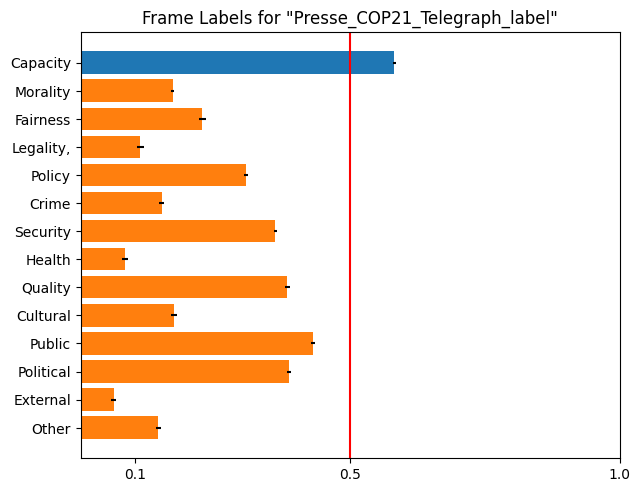 Frame Labels for "Presse_COP21_Telegraph_label"
Capacity
Morality
Fairness
Legality,
Policy
Crime
Security
Health
Quality
Cultural
Public
Political
External
Other
0.1 0.5 1.0